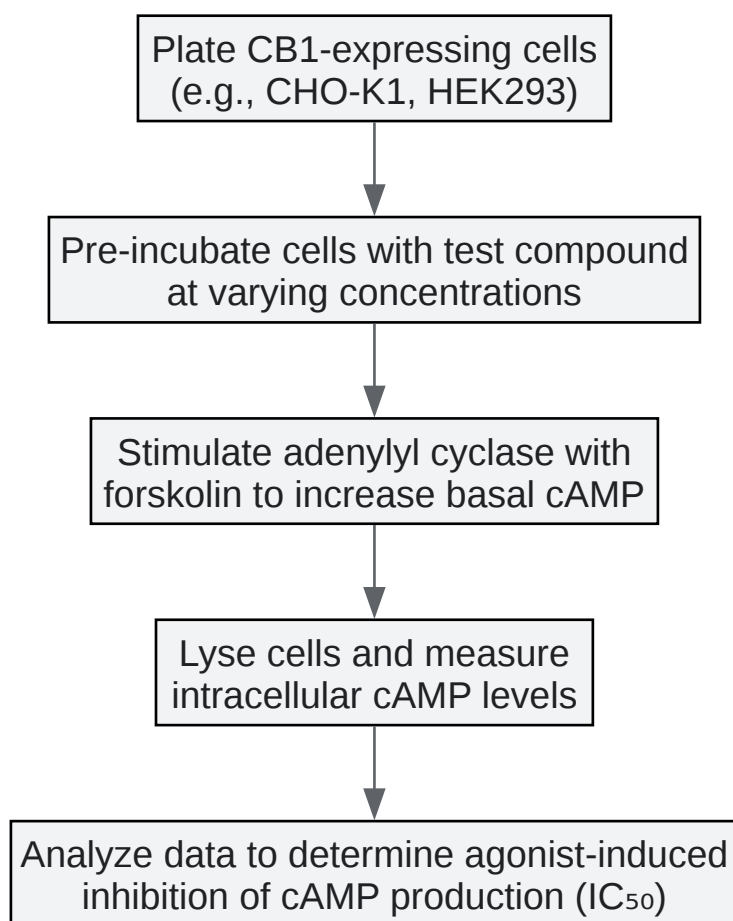 Plate CB1-expressing cells
(e.g., CHO-K1, HEK293)
Pre-incubate cells with test compound
at varying concentrations
Stimulate adenylyl cyclase with
forskolin to increase basal cAMP
Lyse cells and measure
intracellular cAMP levels
Analyze data to determine agonist-induced
inhibition of cAMP production (IC₅₀)